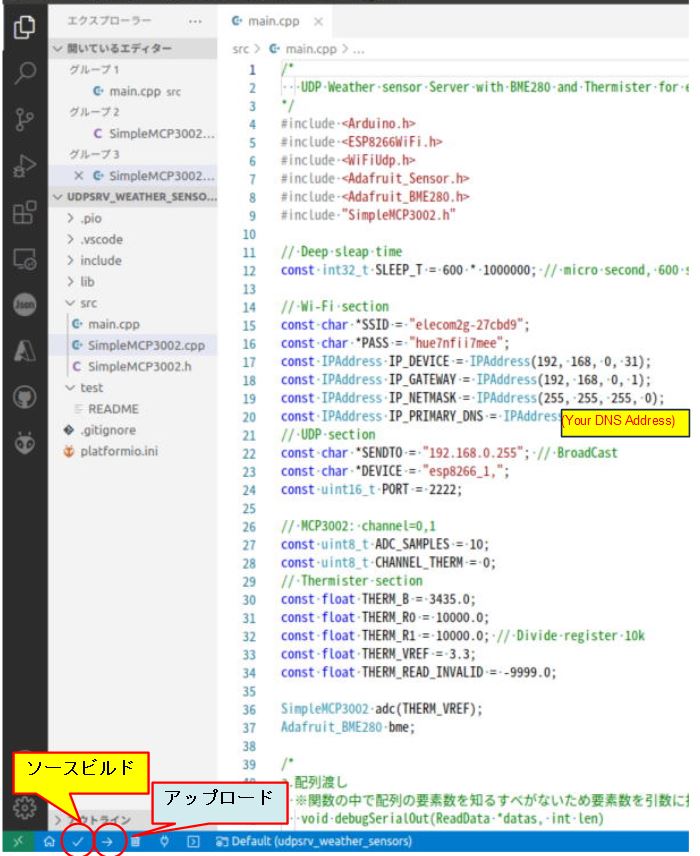 エクスプローラー ...
開いているエディター
グループ 1
main.cpp src
グループ 2
SimpleMCP3002...
グループ 3
SimpleMCP3002...
UDPSRV_WEATHER_SENSO...
.pio
.vscode
include
lib
src
main.cpp
SimpleMCP3002.cpp
SimpleMCP3002.h
test
README
.gitignore
platformio.ini
main.cpp
src > main.cpp > ...
1 /*
2 UDP Weather sensor Server with BME280 and Thermister for e
3 */
4 #include <Arduino.h>
5 #include <ESP8266WiFi.h>
6 #include <WiFiUdp.h>
7 #include <Adafruit_Sensor.h>
8 #include <Adafruit_BME280.h>
9 #include "SimpleMCP3002.h"
10
11 // Deep sleap time
12 const int32_t SLEEP_T = 600 * 1000000; // micro second, 600 s
13
14 // Wi-Fi section
15 const char *SSID = "elecom2g-27cbd9";
16 const char *PASS = "hue7nfii7mee";
17 const IPAddress IP_DEVICE = IPAddress(192, 168, 0, 31);
18 const IPAddress IP_GATEWAY = IPAddress(192, 168, 0, 1);
19 const IPAddress IP_NETMASK = IPAddress(255, 255, 255, 0);
20 const IPAddress IP_PRIMARY_DNS = IPAddress (Your DNS Address)
21 // UDP section
22 const char *SENDTO = "192.168.0.255"; // BroadCast
23 const char *DEVICE = "esp8266_1,";
24 const uint16_t PORT = 2222;
25
26 // MCP3002: channel=0,1
27 const uint8_t ADC_SAMPLES = 10;
28 const uint8_t CHANNEL_THERM = 0;
29 // Thermister section
30 const float THERM_B = 3435.0;
31 const float THERM_R0 = 10000.0;
32 const float THERM_R1 = 10000.0; // Divide register 10k
33 const float THERM_VREF = 3.3;
34 const float THERM_READ_INVALID = -9999.0;
35
36 SimpleMCP3002 adc(THERM_VREF);
37 Adafruit_BME280 bme;
38
39 /*
配列渡し
※関数の中で配列の要素数を知るすべがないため要素数を引数に
void debugSerialOut(ReadData *datas, int len)
Json
ソースビルド
アップロード
トライン
Default (udpsrv_weather_sensors)